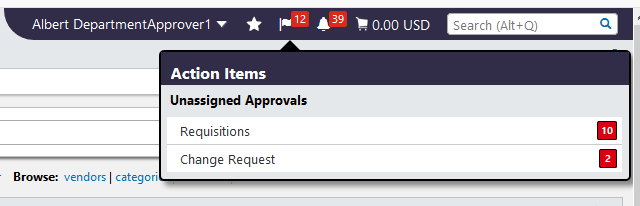 Albert DepartmentApprover1 12 39 0.00 USD Search (Alt+Q)
Action Items
Unassigned Approvals
Requisitions 10
Change Request 2
Browse: vendors | categori